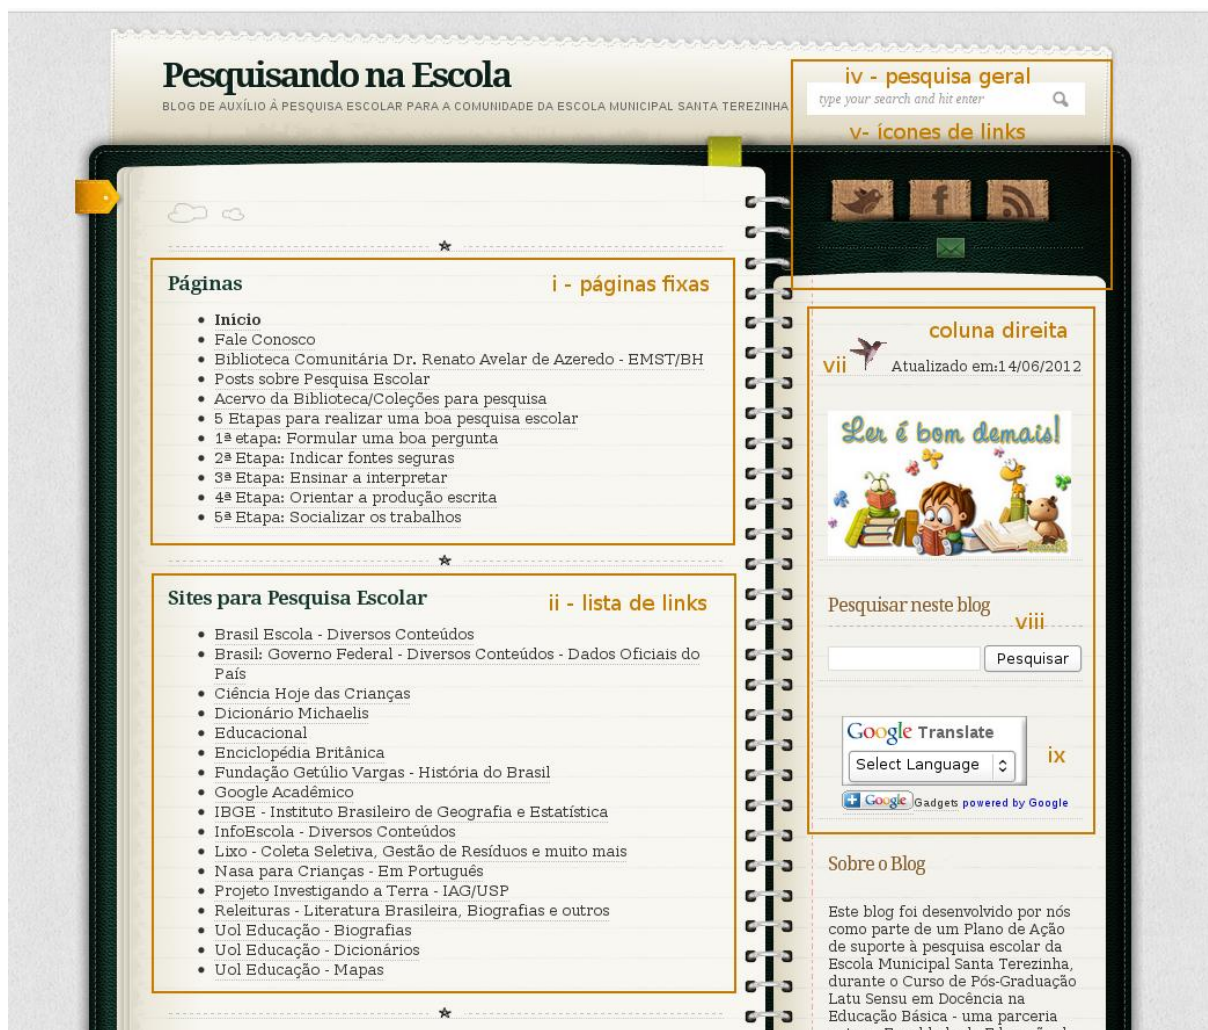 Pesquisando na Escola
BLOG DE AUXÍLIO À PESQUISA ESCOLAR PARA A COMUNIDADE DA ESCOLA MUNICIPAL SANTA TEREZINHA
iv - pesquisa geral
type your search and hit enter
v- ícones de links
Páginas
i - páginas fixas
Início
Fale Conosco
Biblioteca Comunitária Dr. Renato Avelar de Azeredo - EMST/BH
Posts sobre Pesquisa Escolar
Acervo da Biblioteca/Coleções para pesquisa
5 Etapas para realizar uma boa pesquisa escolar
1ª etapa: Formular uma boa pergunta
2ª Etapa: Indicar fontes seguras
3ª Etapa: Ensinar a interpretar
4ª Etapa: Orientar a produção escrita
5ª Etapa: Socializar os trabalhos
Sites para Pesquisa Escolar
ii - lista de links
Brasil Escola - Diversos Conteúdos
Brasil: Governo Federal - Diversos Conteúdos - Dados Oficiais do
País
Ciência Hoje das Crianças
Dicionário Michaelis
Educacional
Enciclopédia Britânica
Fundação Getúlio Vargas - História do Brasil
Google Acadêmico
IBGE - Instituto Brasileiro de Geografia e Estatística
InfoEscola - Diversos Conteúdos
Lixo - Coleta Seletiva, Gestão de Resíduos e muito mais
Nasa para Crianças - Em Português
Projeto Investigando a Terra - IAG/USP
Releituras - Literatura Brasileira, Biografias e outros
Uol Educação - Biografias
Uol Educação - Dicionários
Uol Educação - Mapas
coluna direita
vii
Atualizado em:14/06/2012
Ler é bom demais!
Pesquisar neste blog
viii
Pesquisar
Google Translate
Select Language
ix
Google Gadgets powered by Google
Sobre o Blog
Este blog foi desenvolvido por nós
como parte de um Plano de Ação
de suporte à pesquisa escolar da
Escola Municipal Santa Terezinha,
durante o Curso de Pós-Graduação
Latu Sensu em Docência na
Educação Básica - uma parceria